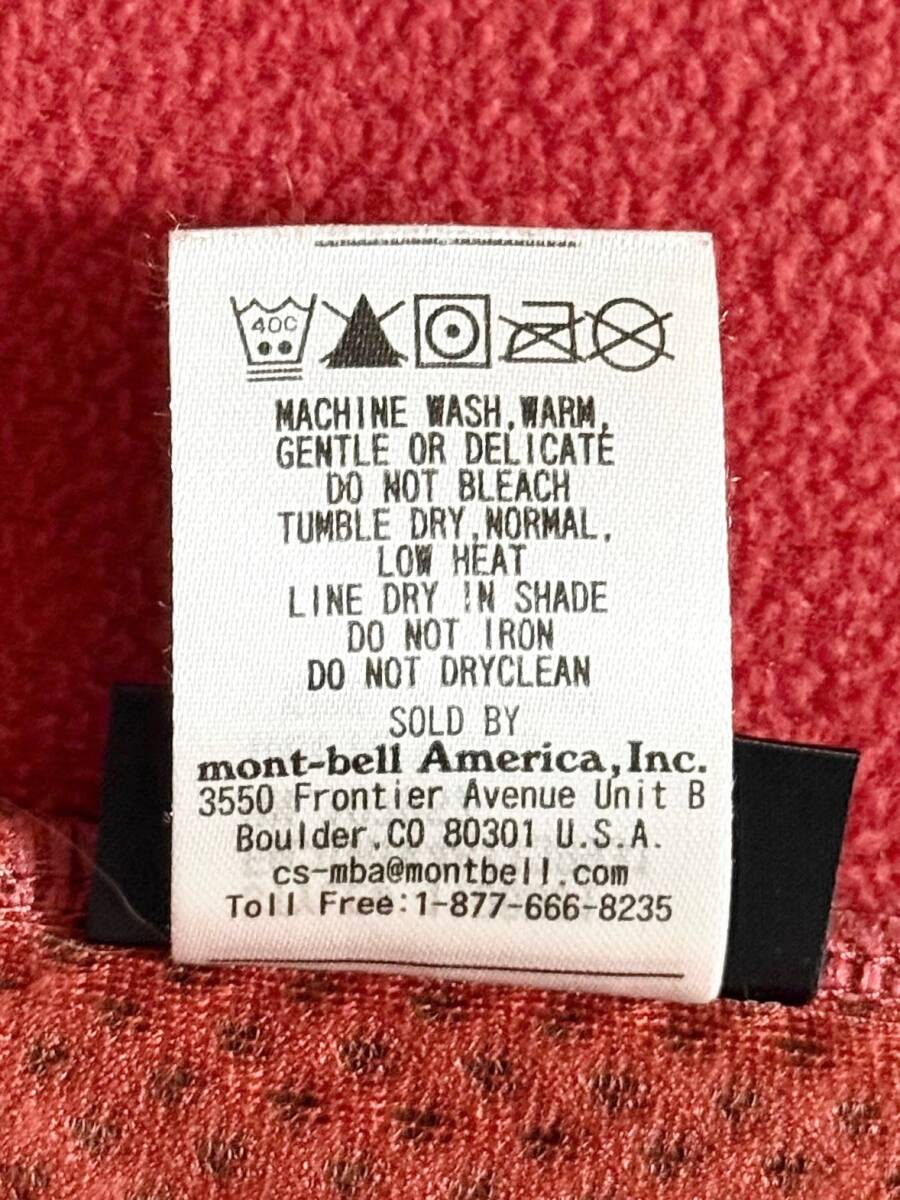 40C
MACHINE WASH,WARM,
GENTLE OR DELICATE
DO NOT BLEACH
TUMBLE DRY,NORMAL,
LOW HEAT
LINE DRY IN SHADE
DO NOT IRON
DO NOT DRYCLEAN
SOLD BY
mont-bell America,Inc.
3550 Frontier Avenue Unit B
Boulder,CO 80301 U.S.A.
cs-mba@montbell.com
Toll Free:1-877-666-8235